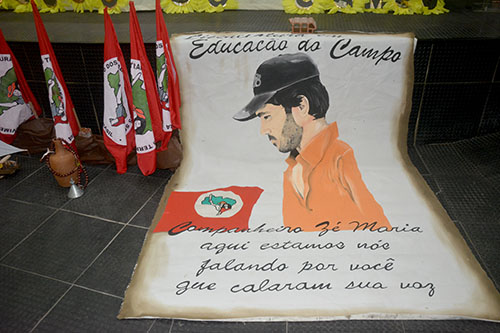 Educação do Campo
Companheiro Zé Maria
aqui estamos nós
falando por você
que calaram sua voz